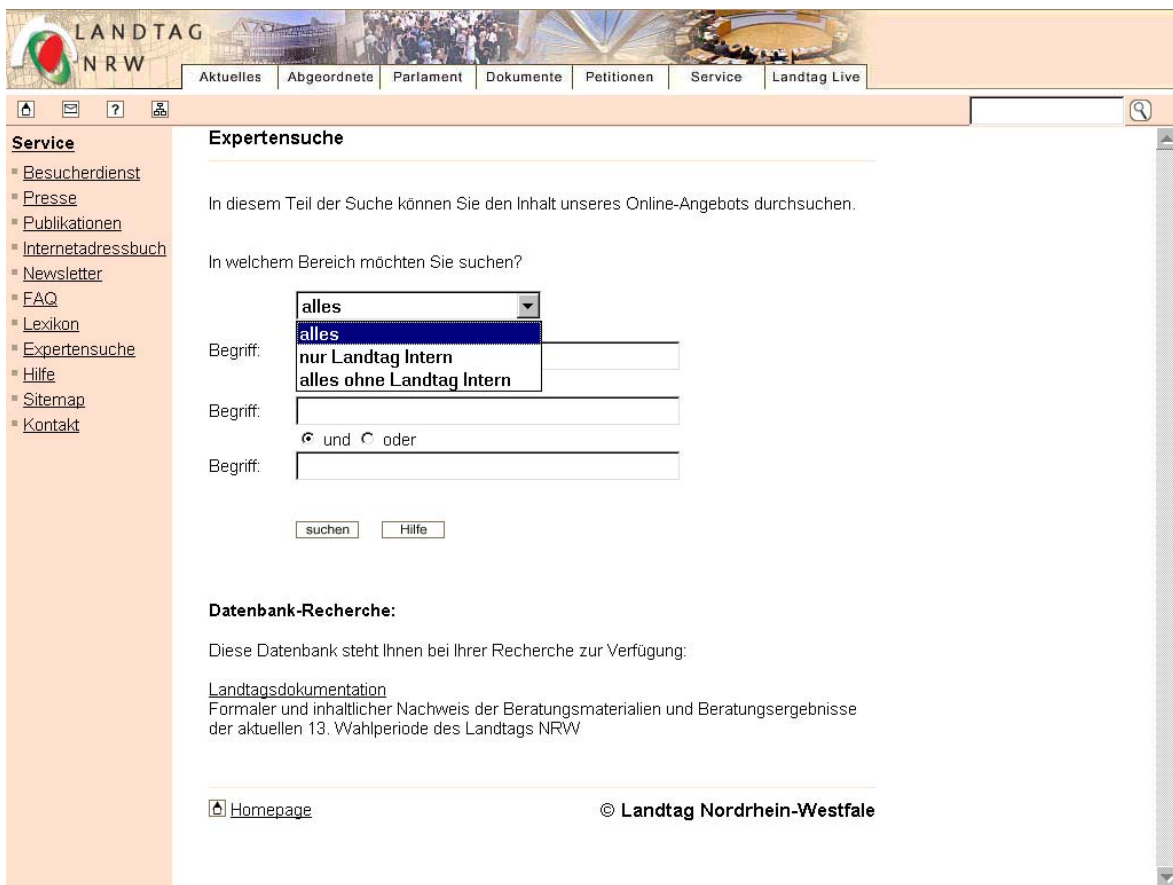 LANDTAG
NRW
Aktuelles Abgeordnete Parlament Dokumente Petitionen Service Landtag Live
?
Service
Besucherdienst
Presse
Publikationen
Internetadressbuch
Newsletter
FAQ
Lexikon
Expertensuche
Hilfe
Sitemap
Kontakt
Expertensuche
In diesem Teil der Suche können Sie den Inhalt unseres Online-Angebots durchsuchen.
In welchem Bereich möchten Sie suchen?
alles
alles
nur Landtag Intern
alles ohne Landtag Intern
Begriff:
Begriff:
und oder
Begriff:
suchen Hilfe
Datenbank-Recherche:
Diese Datenbank steht Ihnen bei Ihrer Recherche zur Verfügung:
Landtagsdokumentation
Formaler und inhaltlicher Nachweis der Beratungsmaterialien und Beratungsergebnisse
der aktuellen 13. Wahlperiode des Landtags NRW
Homepage © Landtag Nordrhein-Westfale